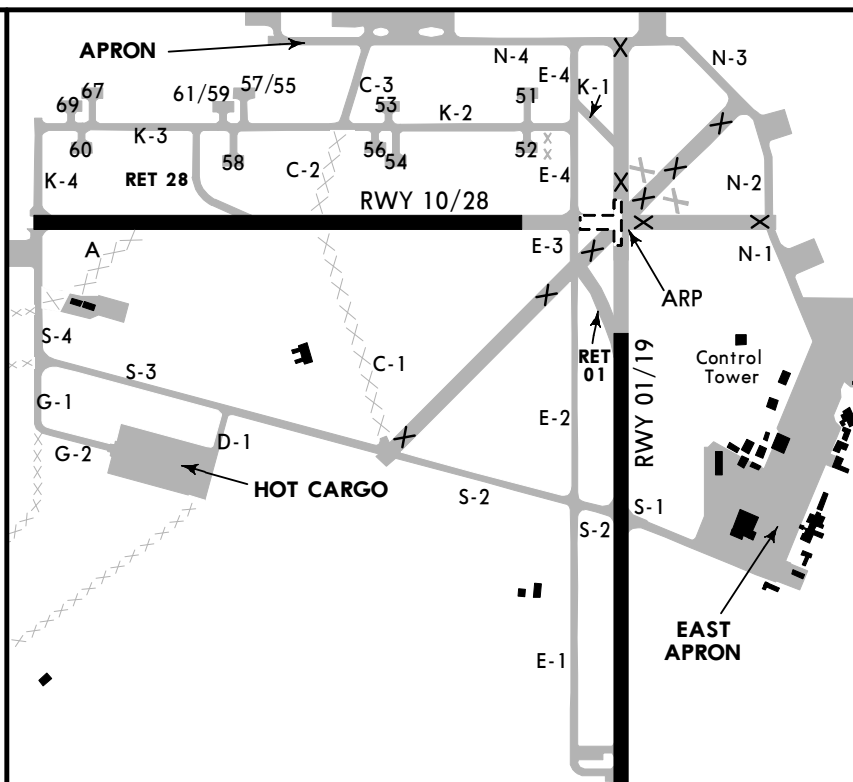 APRON
N-4
N-3
E-4
K-1
57/55
C-3
67
61/59
69
53
51
K-2
K-3
60
58
C-2
56
54
52
K-4
RET 28
E-4
N-2
RWY 10/28
A
E-3
N-1
ARP
S-4
RET
01
RWY 01/19
Control
Tower
S-3
C-1
G-1
E-2
D-1
G-2
HOT CARGO
S-2
S-1
S-2
EAST
APRON
E-1